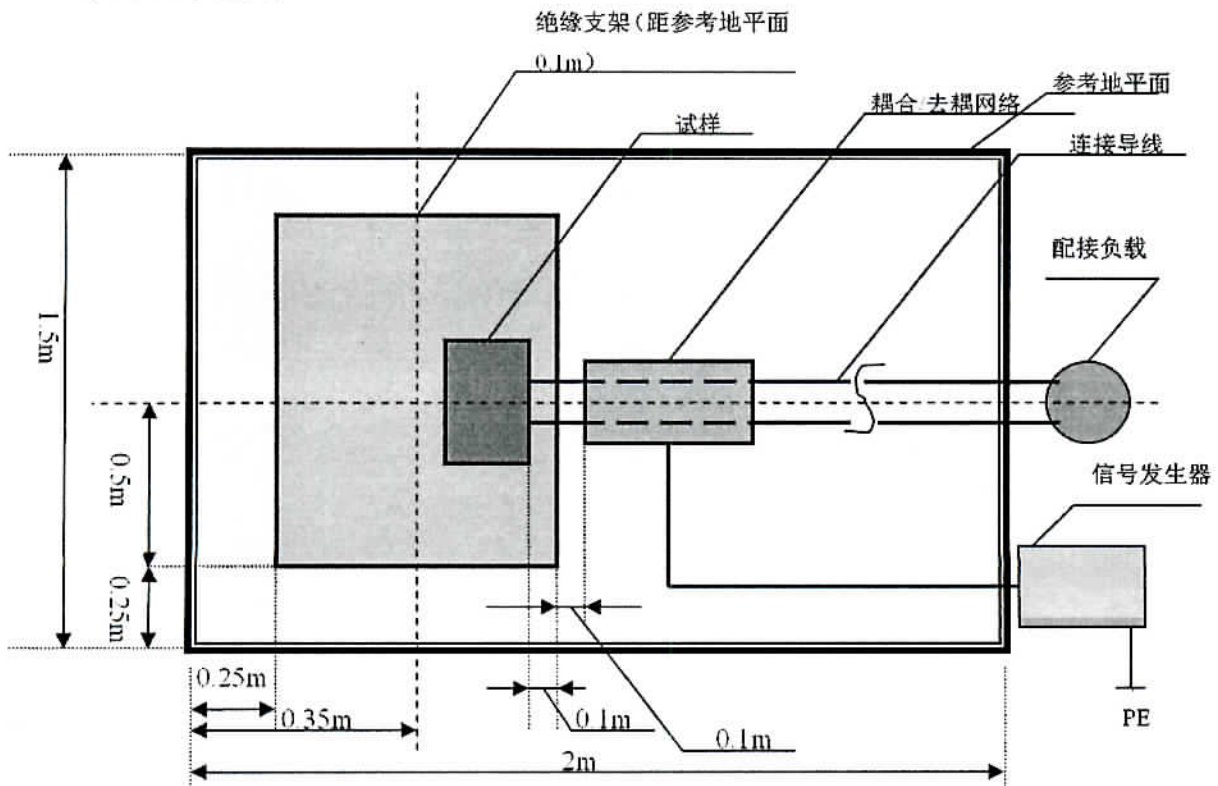 绝缘支架(距参考地平面
0.1m)
参考地平面
耦合/去耦网络
试样
连接导线
配接负载
1.5m
0.5m
信号发生器
0.25m
0.25m
0.35m
0.1m
0.1m
PE
2m